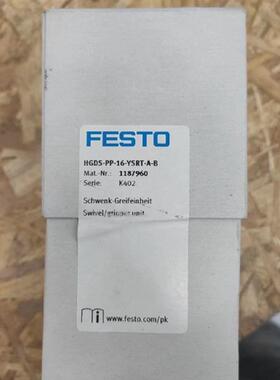 FESTO
HGDS-PP-16-YSRT-A-B
Mat.-Nr.: 1187960
Serie: K402
Schwenk-Greifeinheit
Swivel/gripper unit
www.festo.com/pk